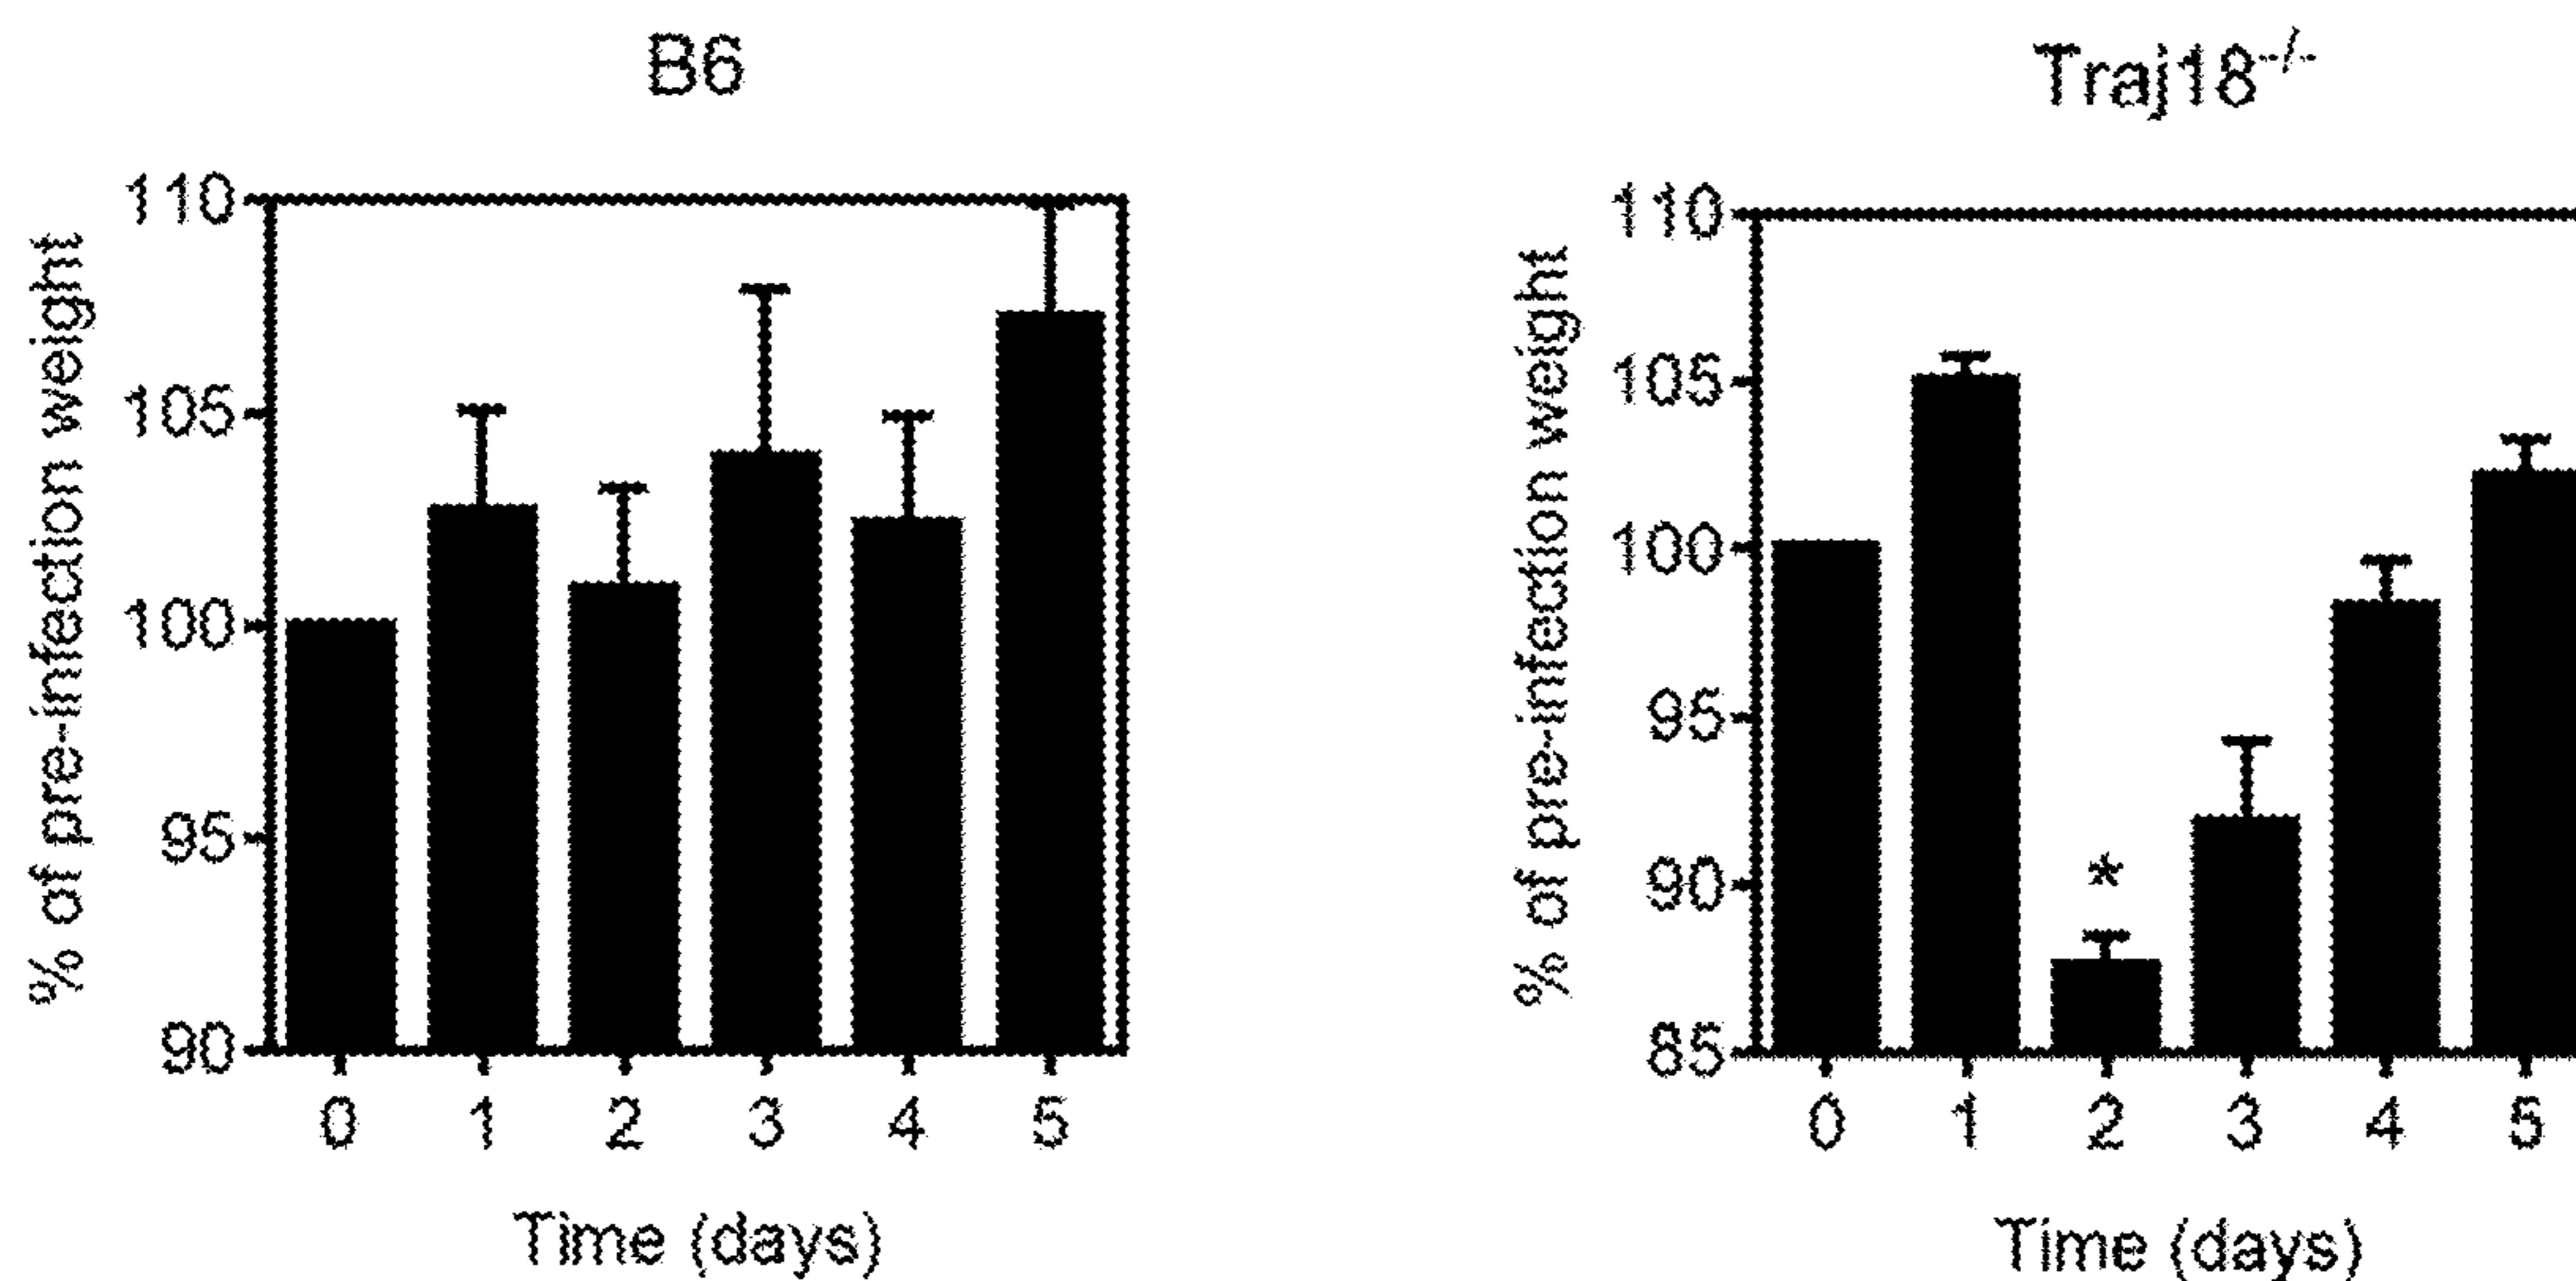 B6
% of pre-infection weight
110
105
100
95
90
0 1 2 3 4 5
Time (days)
Traj18-/-
% of pre-infection weight
110
105
100
95
90
85
*
0 1 2 3 4 5
Time (days)